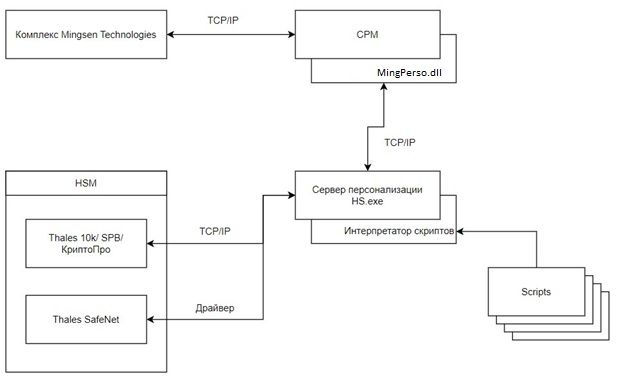 TCP/IP
Комплекс Mingsen Technologies
CPM
MingPerso.dll
TCP/IP
HSM
Сервер персонализации
HS.exe
Thales 10k/ SPB/
КриптоПро
TCP/IP
Интерпретатор скриптов
Scripts
Драйвер
Thales SafeNet